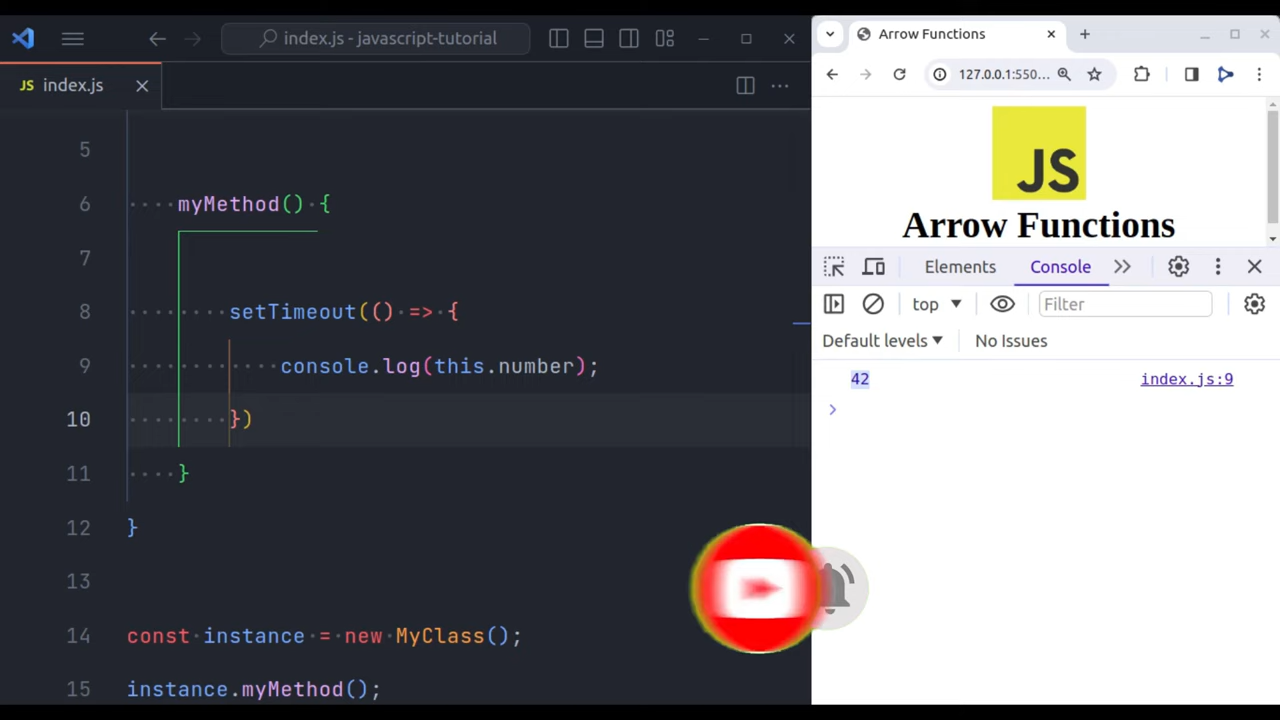 index.js - javascript-tutorial
JS index.js
5
6 myMethod() {
7
8 setTimeout(() => {
9 console.log(this.number);
10 })
11 }
12 }
13
14 const instance = new MyClass();
15 instance.myMethod();
Arrow Functions
127.0.0.1:550...
JS
Arrow Functions
Elements Console
top Filter
Default levels No Issues
42 index.js:9